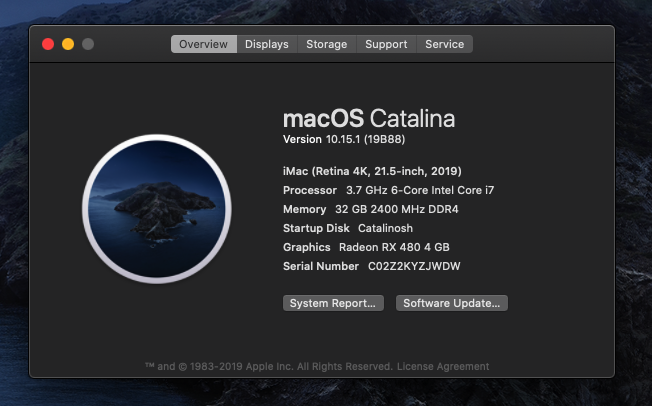 Overview Displays Storage Support Service
macOS Catalina
Version 10.15.1 (19B88)
iMac (Retina 4K, 21.5-inch, 2019)
Processor 3.7 GHz 6-Core Intel Core i7
Memory 32 GB 2400 MHz DDR4
Startup Disk Catalinosh
Graphics Radeon RX 480 4 GB
Serial Number C02Z2KYZJWDW
System Report... Software Update...
™ and © 1983-2019 Apple Inc. All Rights Reserved. License Agreement